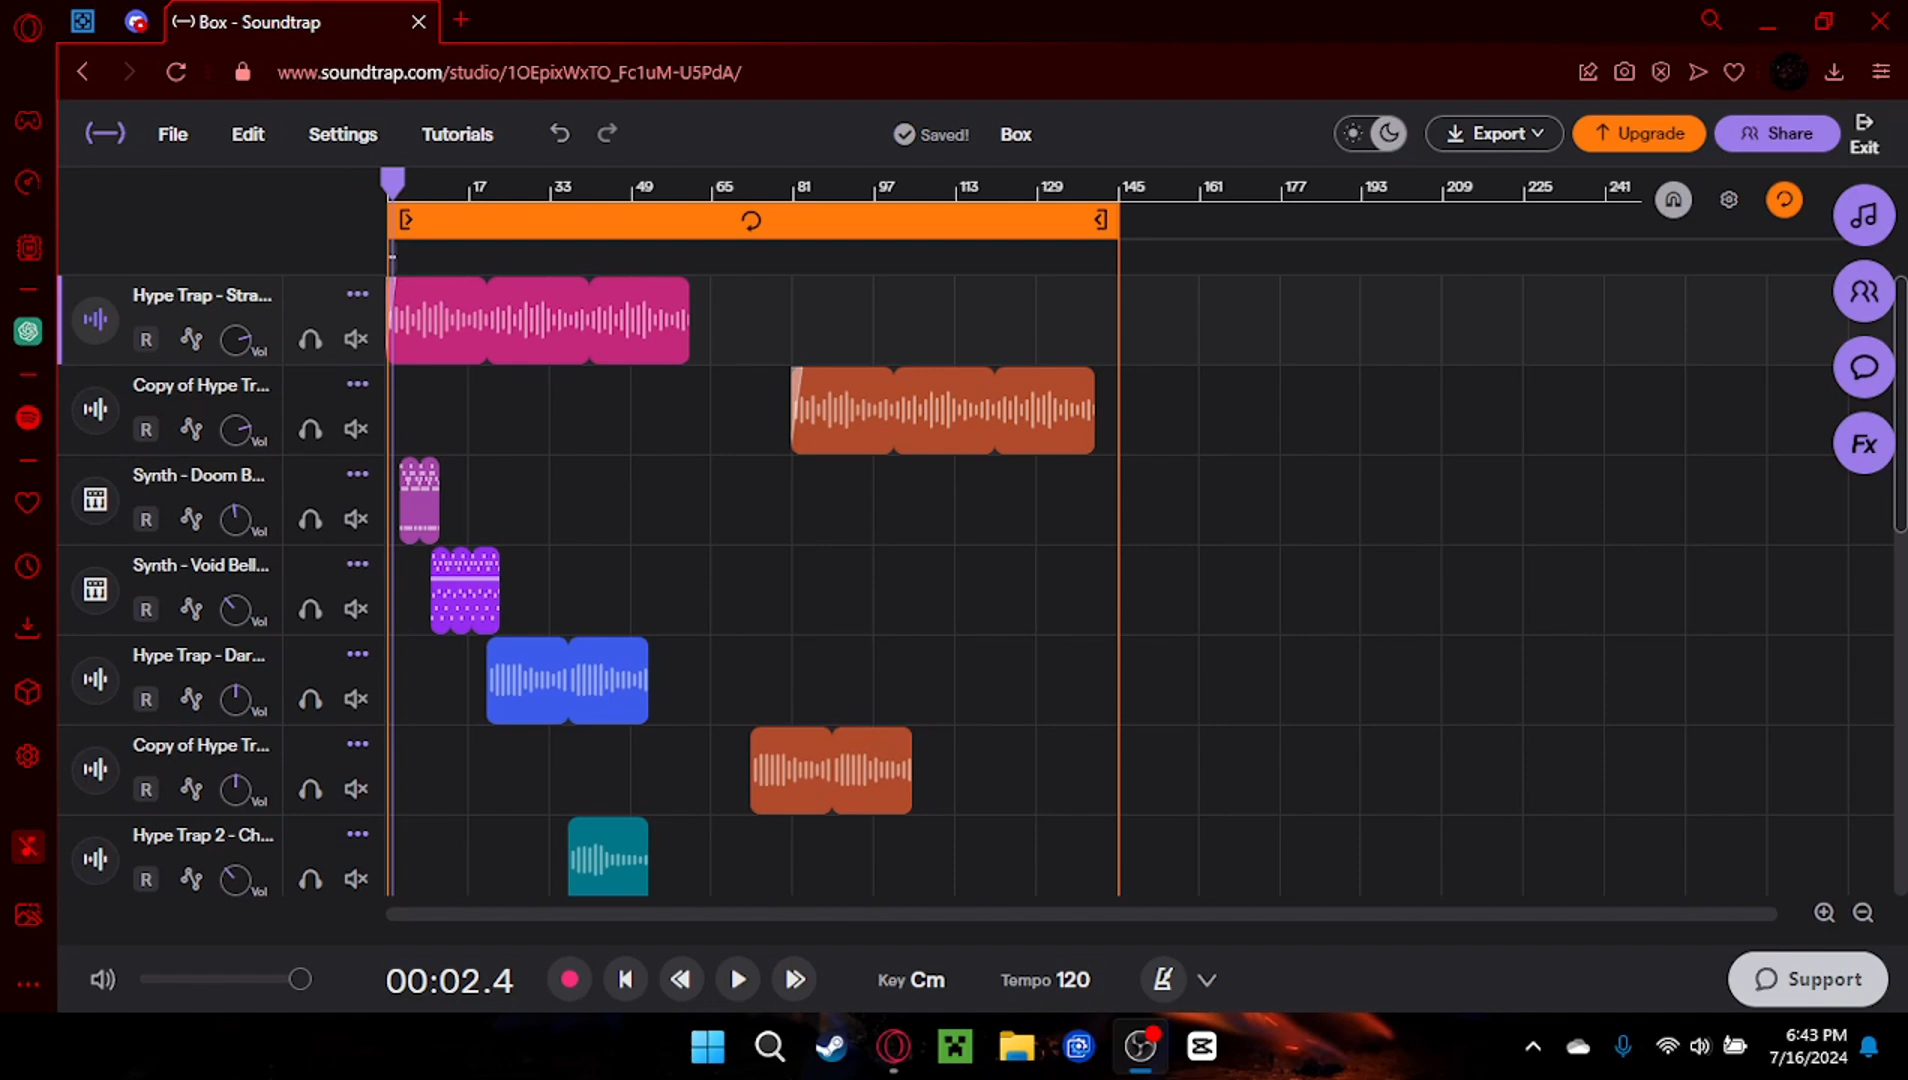 Box - Soundtrap
www.soundtrap.com/studio/1OEpixWxTO_Fc1uM-U5PdA/
File Edit Settings Tutorials Saved! Box Export Upgrade Share Exit
17 33 49 65 81 97 113 129 145 161 177 193 209 225 241
Hype Trap - Stra...
R Vol
Copy of Hype Tr...
R Vol
Synth - Doom B...
R Vol
Synth - Void Bell...
R Vol
Hype Trap - Dar...
R Vol
Copy of Hype Tr...
R Vol
Hype Trap 2 - Ch...
R Vol
Fx
00:02.4 Key Cm Tempo 120 Support
6:43 PM
7/16/2024